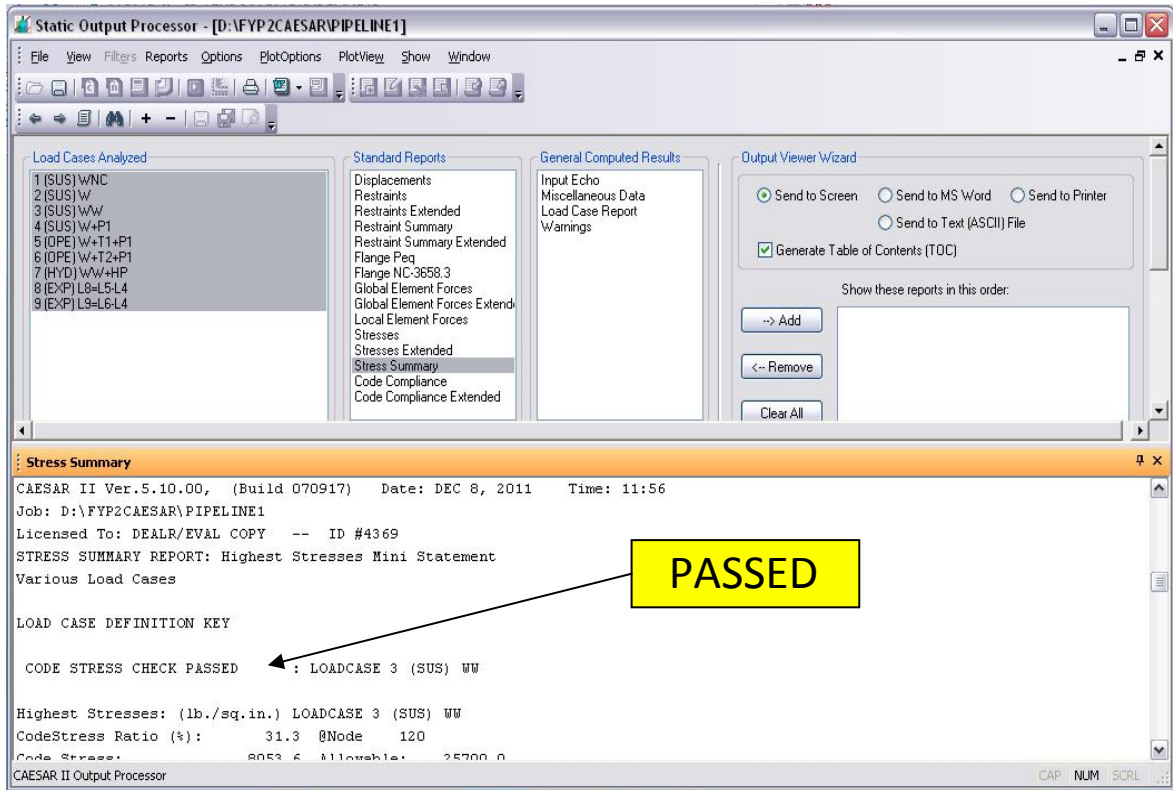 Static Output Processor - [D:\FYP2CAESAR\PIPELINE1]
File View Filters Reports Options PlotOptions PlotView Show Window
Load Cases Analyzed
1 (SUS) WNC
2 (SUS) W
3 (SUS) WW
4 (SUS) W+P1
5 (OPE) W+T1+P1
6 (OPE) W+T2+P1
7 (HYD) WW+HP
8 (EXP) L8=L5-L4
9 (EXP) L9=L6-L4
Standard Reports
Displacements
Restraints
Restraints Extended
Restraint Summary
Restraint Summary Extended
Flange Peq
Flange NC-3658.3
Global Element Forces
Global Element Forces Extend
Local Element Forces
Stresses
Stresses Extended
Stress Summary
Code Compliance
Code Compliance Extended
General Computed Results
Input Echo
Miscellaneous Data
Load Case Report
Warnings
Output Viewer Wizard
Send to Screen Send to MS Word Send to Printer
Send to Text (ASCII) File
Generate Table of Contents (TOC)
Show these reports in this order:
--> Add
<-- Remove
Clear All
Stress Summary
CAESAR II Ver.5.10.00, (Build 070917) Date: DEC 8, 2011 Time: 11:56
Job: D:\FYP2CAESAR\PIPELINE1
Licensed To: DEALR/EVAL COPY -- ID #4369
STRESS SUMMARY REPORT: Highest Stresses Mini Statement
Various Load Cases
PASSED
LOAD CASE DEFINITION KEY
CODE STRESS CHECK PASSED : LOADCASE 3 (SUS) WW
Highest Stresses: (lb./sq.in.) LOADCASE 3 (SUS) WW
CodeStress Ratio (%): 31.3 @Node 120
Code Stress: 8053.6 Allowable: 25700.0
CAESAR II Output Processor
CAP NUM SCRL